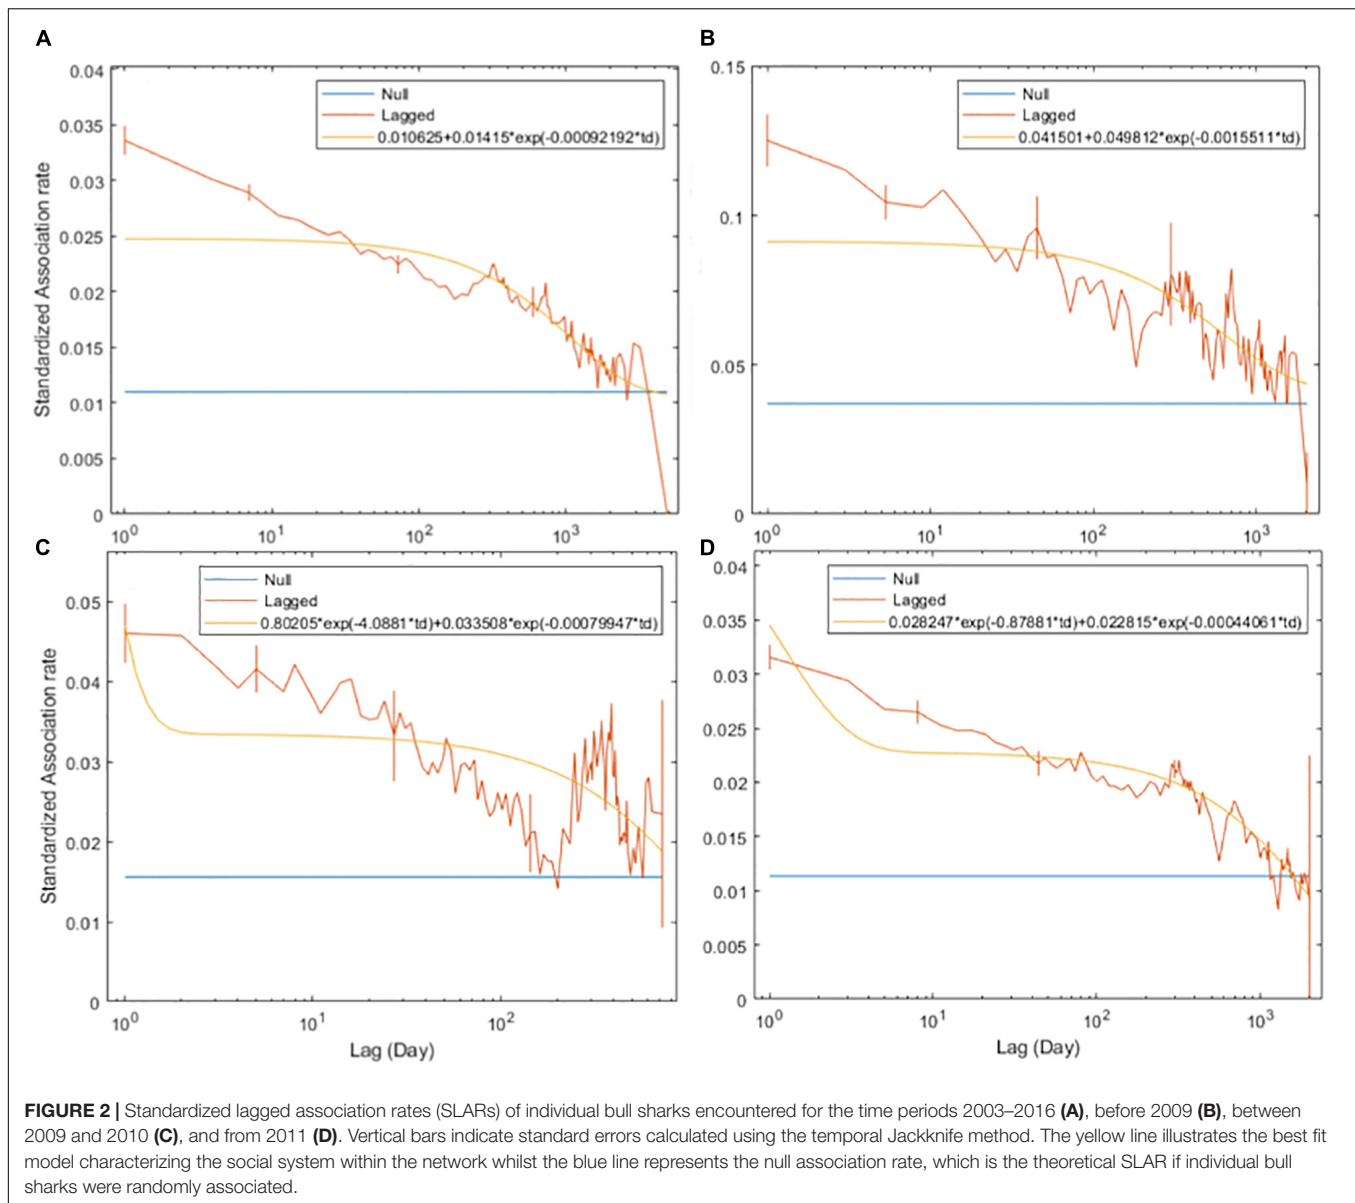 A
0.04
0.035
0.03
0.025
0.02
0.015
0.01
0.005
0
Standardized Association rate
Null
Lagged
0.010625+0.01415*exp(-0.00092192*td)
10^0
10^1
10^2
10^3
B
0.15
0.1
0.05
0
Null
Lagged
0.041501+0.049812*exp(-0.0015511*td)
10^0
10^1
10^2
10^3
C
0.05
0.04
0.03
0.02
0.01
0
Standardized Association rate
Null
Lagged
0.80205*exp(-4.0881*td)+0.033508*exp(-0.00079947*td)
10^0
10^1
10^2
Lag (Day)
D
0.04
0.035
0.03
0.025
0.02
0.015
0.01
0.005
0
Null
Lagged
0.028247*exp(-0.87881*td)+0.022815*exp(-0.00044061*td)
10^0
10^1
10^2
10^3
Lag (Day)
FIGURE 2 | Standardized lagged association rates (SLARs) of individual bull sharks encountered for the time periods 2003–2016 (A), before 2009 (B), between
2009 and 2010 (C), and from 2011 (D). Vertical bars indicate standard errors calculated using the temporal Jackknife method. The yellow line illustrates the best fit
model characterizing the social system within the network whilst the blue line represents the null association rate, which is the theoretical SLAR if individual bull
sharks were randomly associated.